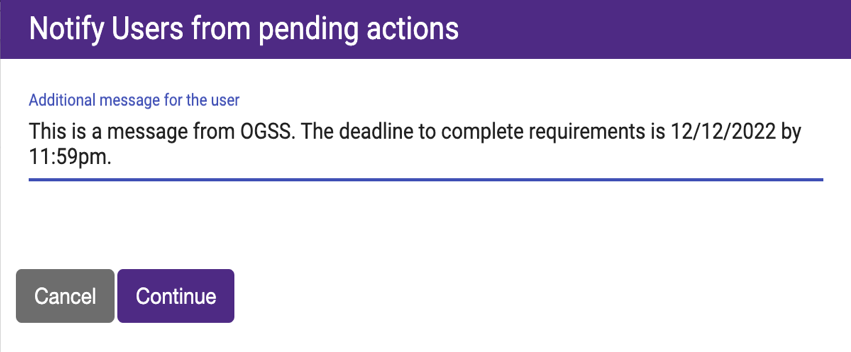 Notify Users from pending actions
Additional message for the user
This is a message from OGSS. The deadline to complete requirements is 12/12/2022 by
11:59pm.
Cancel
Continue